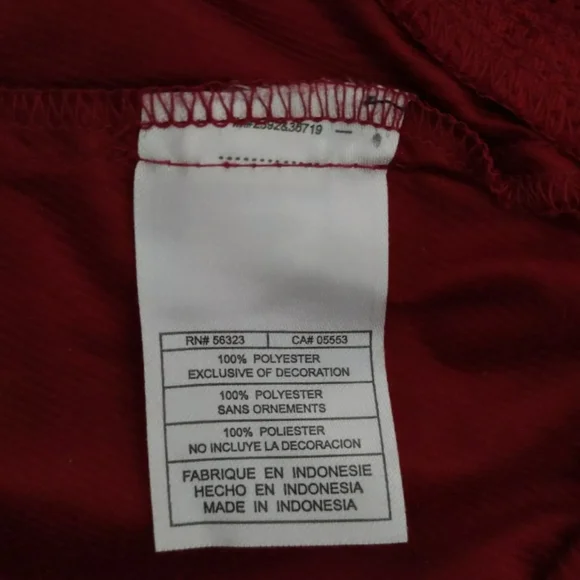 RN# 56323 CA# 05553
100% POLYESTER
EXCLUSIVE OF DECORATION
100% POLYESTER
SANS ORNEMENTS
100% POLIESTER
NO INCLUYE LA DECORACION
FABRIQUE EN INDONESIE
HECHO EN INDONESIA
MADE IN INDONESIA